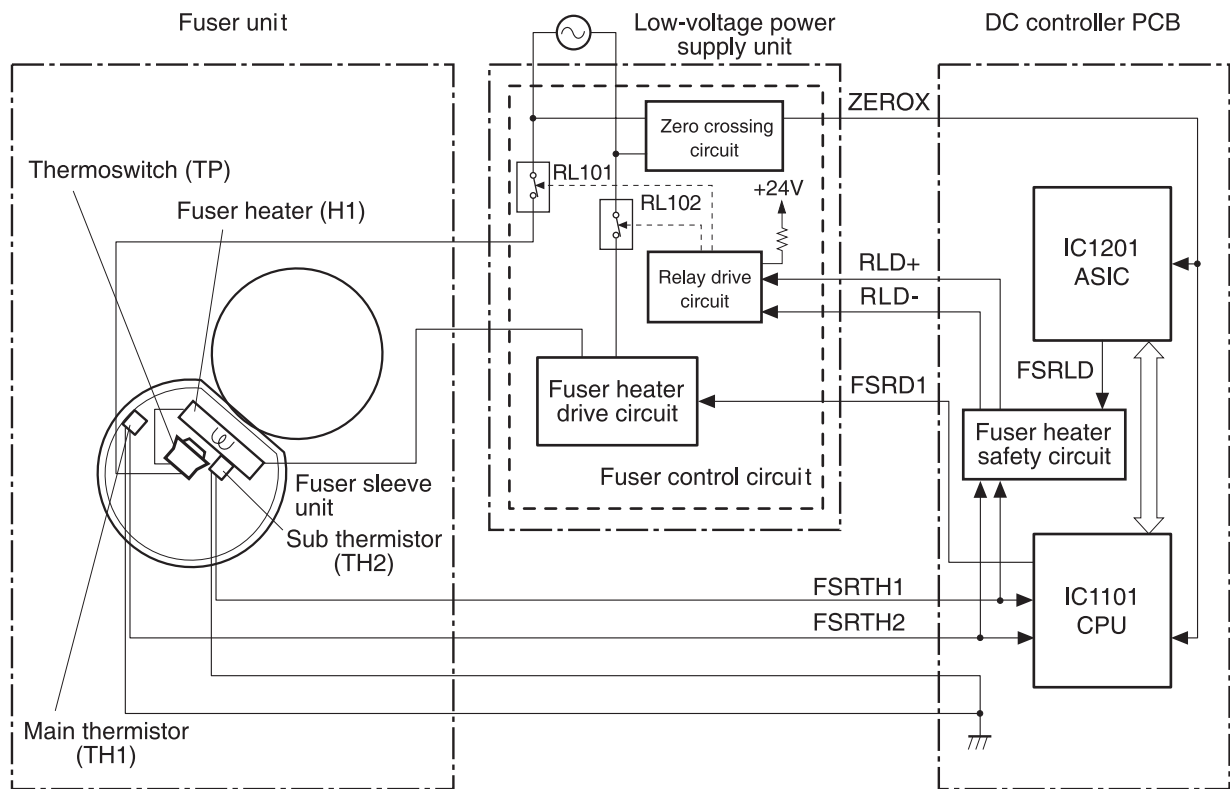 Fuser unit
Low-voltage power
supply unit
DC controller PCB
ZEROX
Zero crossing
circuit
Thermoswitch (TP)
RL101
+24V
Fuser heater (H1)
RL102
IC1201
ASIC
Relay drive
circuit
RLD+
RLD-
FSRLD
Fuser heater
drive circuit
FSRD1
Fuser heater
safety circuit
Fuser control circuit
Fuser sleeve
unit
Sub thermistor
(TH2)
FSRTH1
FSRTH2
IC1101
CPU
Main thermistor
(TH1)